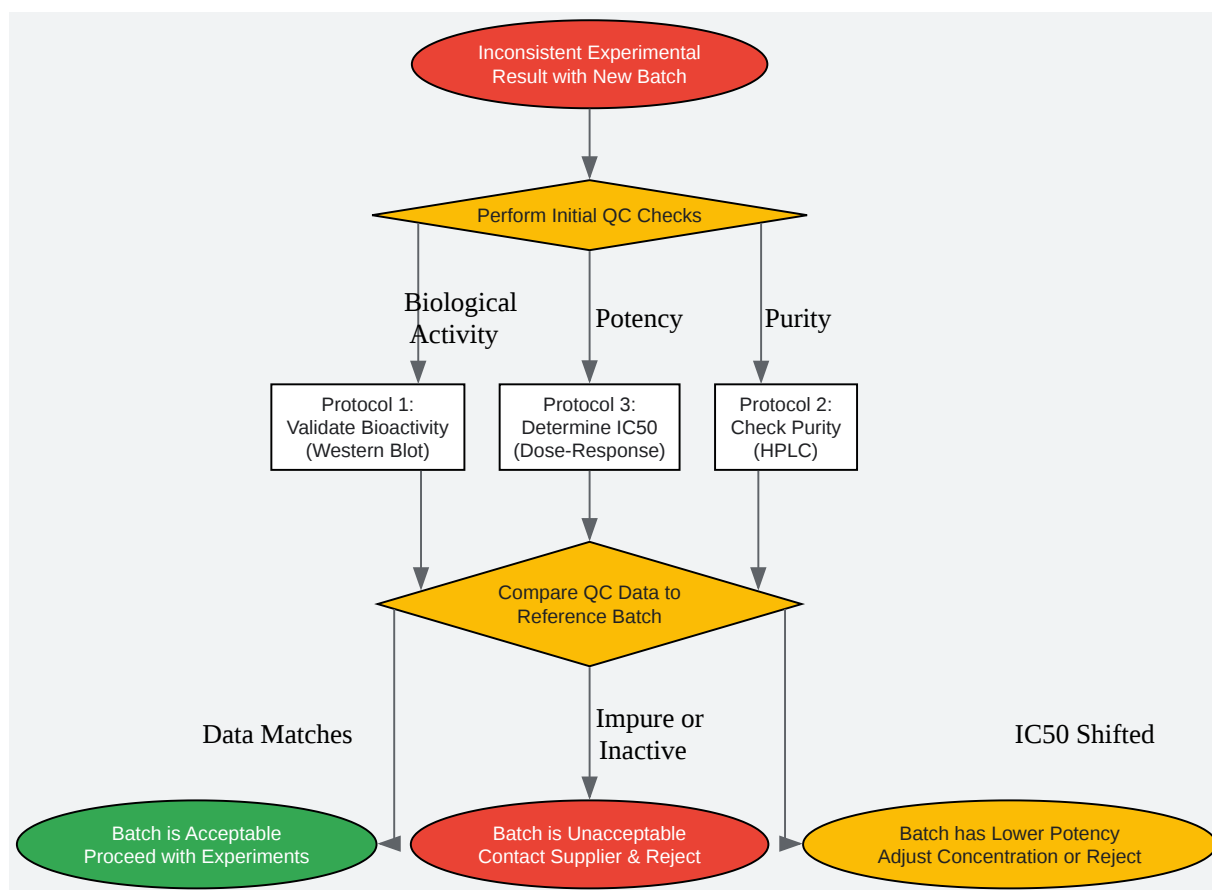 Inconsistent Experimental
Result with New Batch
Perform Initial QC Checks
Biological
Activity
Potency
Purity
Protocol 1:
Validate Bioactivity
(Western Blot)
Protocol 3:
Determine IC50
(Dose-Response)
Protocol 2:
Check Purity
(HPLC)
Compare QC Data to
Reference Batch
Data Matches
Impure or
Inactive
IC50 Shifted
Batch is Acceptable
Proceed with Experiments
Batch is Unacceptable
Contact Supplier & Reject
Batch has Lower Potency
Adjust Concentration or Reject